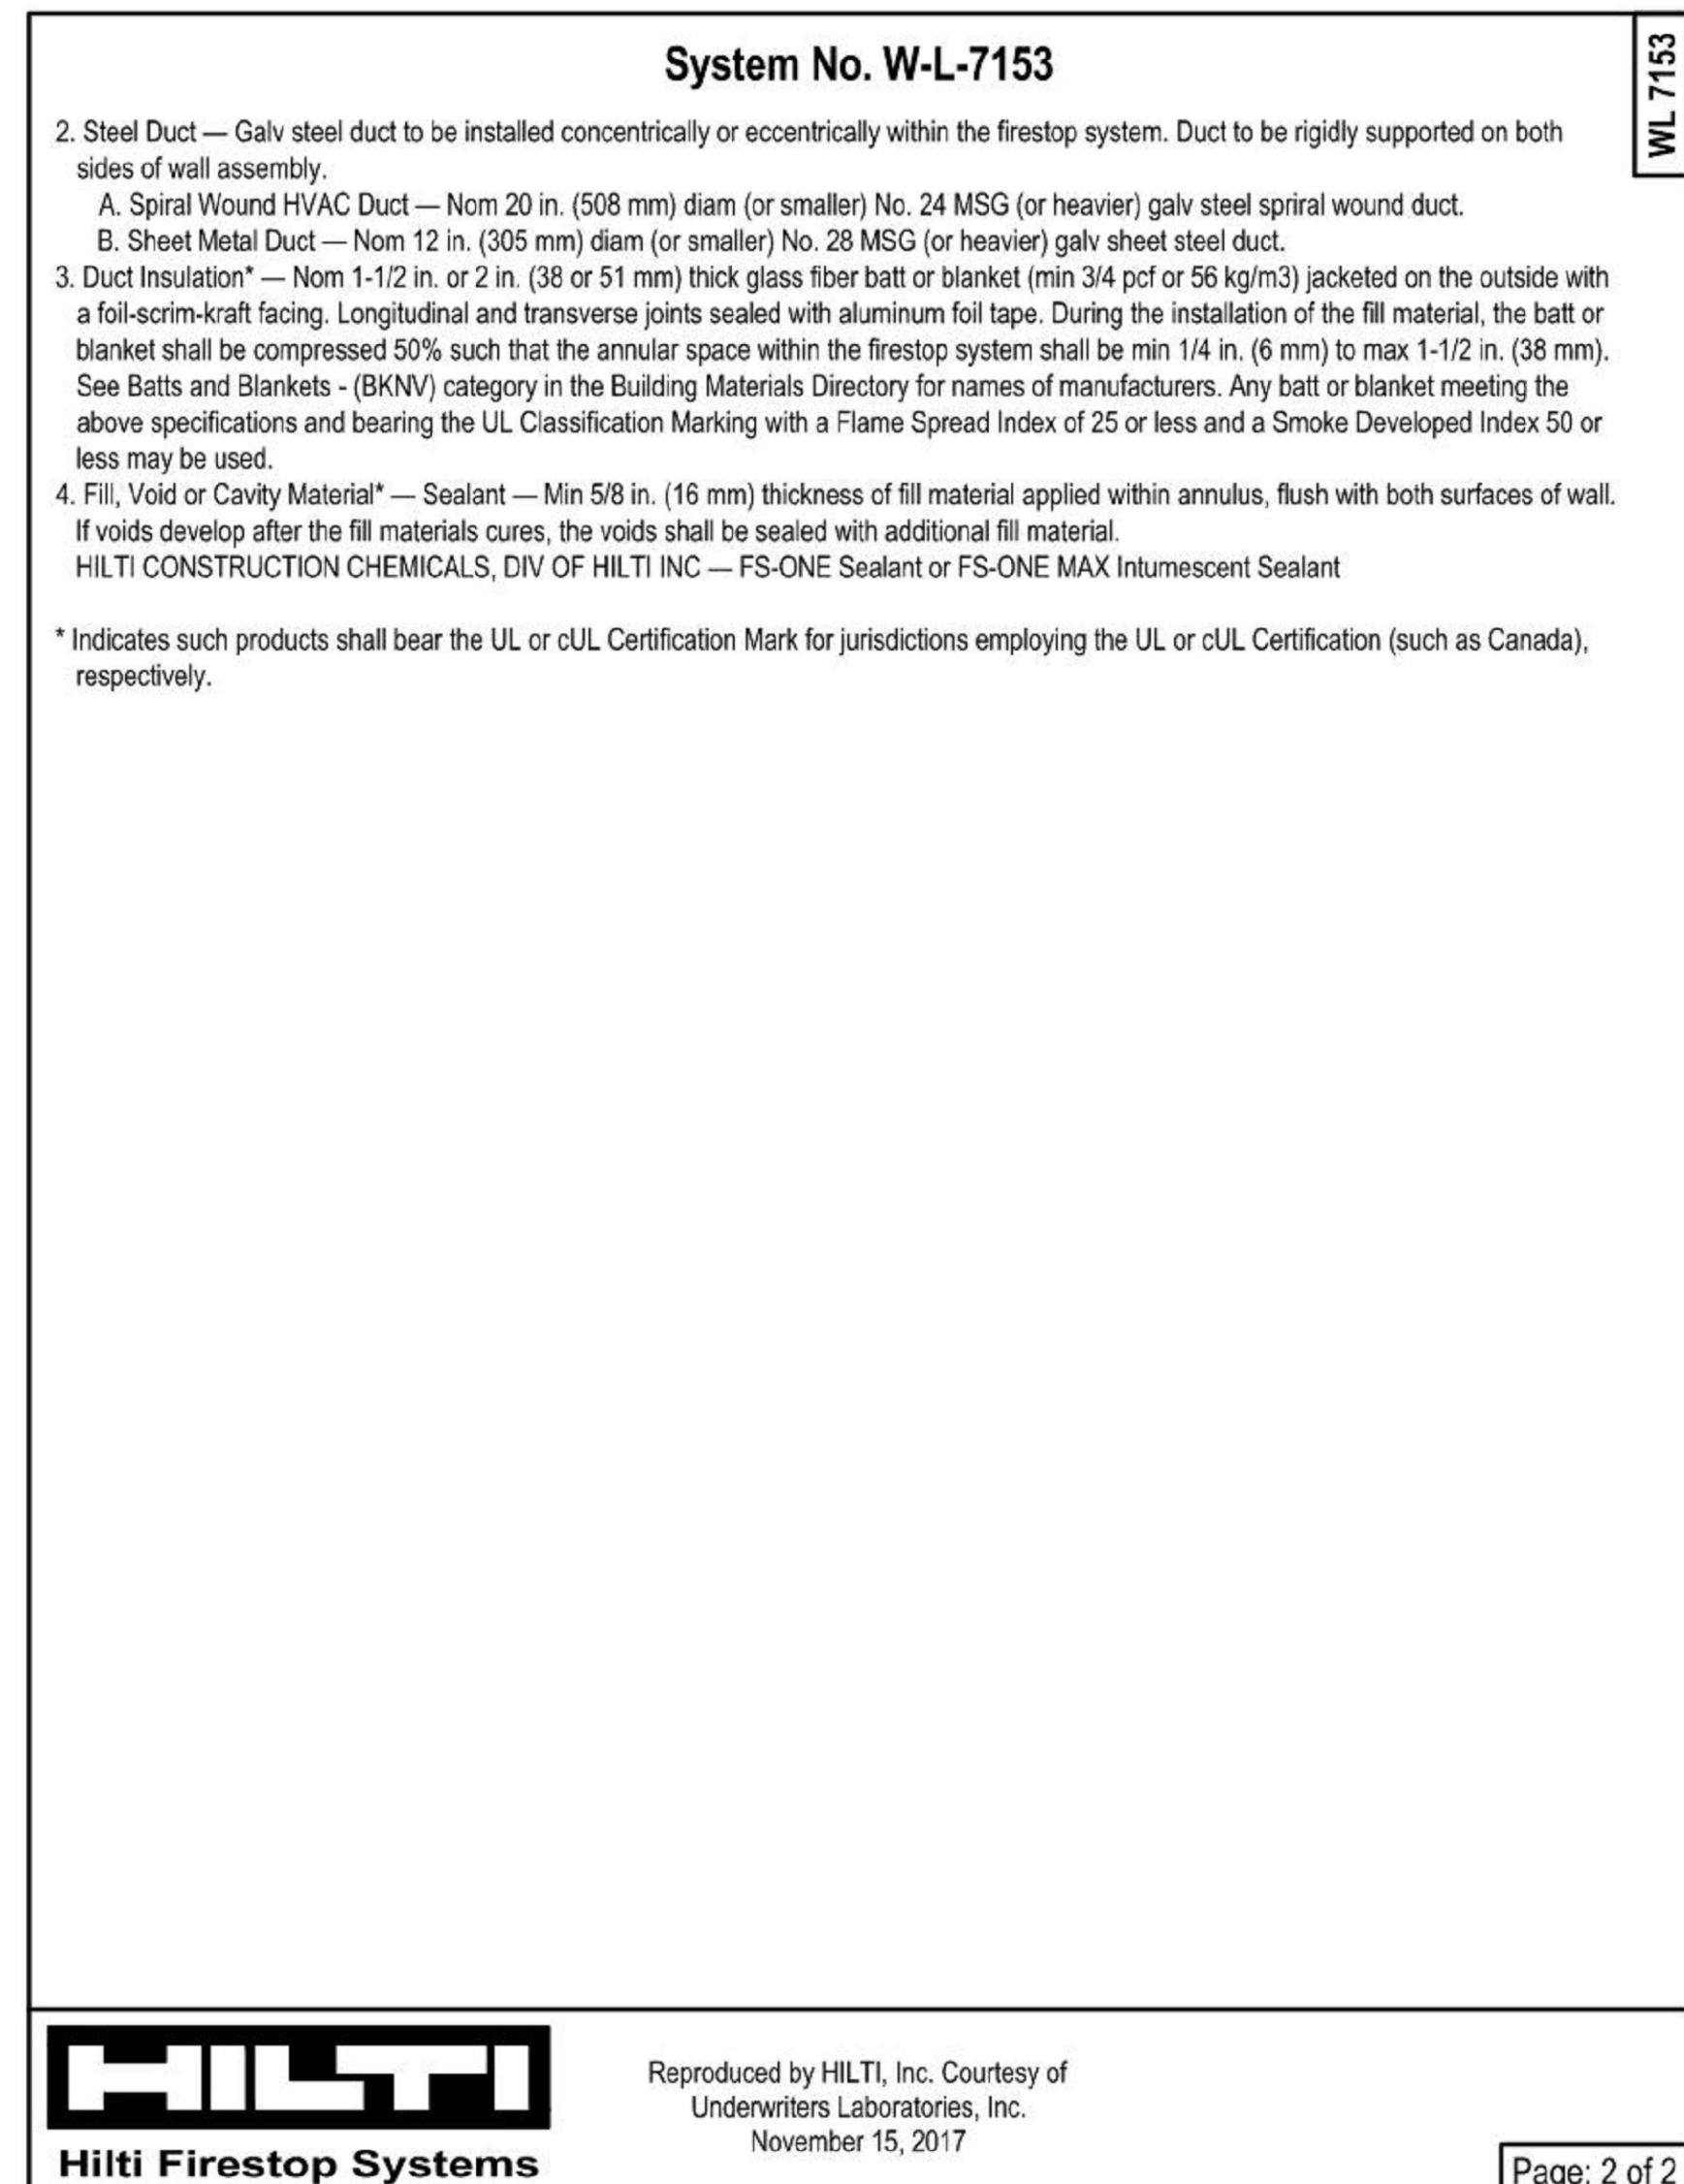 System No. W-L-7153
WL 7153
2. Steel Duct — Galv steel duct to be installed concentrically or eccentrically within the firestop system. Duct to be rigidly supported on both
sides of wall assembly.
A. Spiral Wound HVAC Duct — Nom 20 in. (508 mm) diam (or smaller) No. 24 MSG (or heavier) galv steel spriral wound duct.
B. Sheet Metal Duct — Nom 12 in. (305 mm) diam (or smaller) No. 28 MSG (or heavier) galv sheet steel duct.
3. Duct Insulation* — Nom 1-1/2 in. or 2 in. (38 or 51 mm) thick glass fiber batt or blanket (min 3/4 pcf or 56 kg/m3) jacketed on the outside with
a foil-scrim-kraft facing. Longitudinal and transverse joints sealed with aluminum foil tape. During the installation of the fill material, the batt or
blanket shall be compressed 50% such that the annular space within the firestop system shall be min 1/4 in. (6 mm) to max 1-1/2 in. (38 mm).
See Batts and Blankets - (BKNV) category in the Building Materials Directory for names of manufacturers. Any batt or blanket meeting the
above specifications and bearing the UL Classification Marking with a Flame Spread Index of 25 or less and a Smoke Developed Index 50 or
less may be used.
4. Fill, Void or Cavity Material* — Sealant — Min 5/8 in. (16 mm) thickness of fill material applied within annulus, flush with both surfaces of wall.
If voids develop after the fill materials cures, the voids shall be sealed with additional fill material.
HILTI CONSTRUCTION CHEMICALS, DIV OF HILTI INC — FS-ONE Sealant or FS-ONE MAX Intumescent Sealant
* Indicates such products shall bear the UL or cUL Certification Mark for jurisdictions employing the UL or cUL Certification (such as Canada),
respectively.
HILTI
Hilti Firestop Systems
Reproduced by HILTI, Inc. Courtesy of
Underwriters Laboratories, Inc.
November 15, 2017
Page: 2 of 2